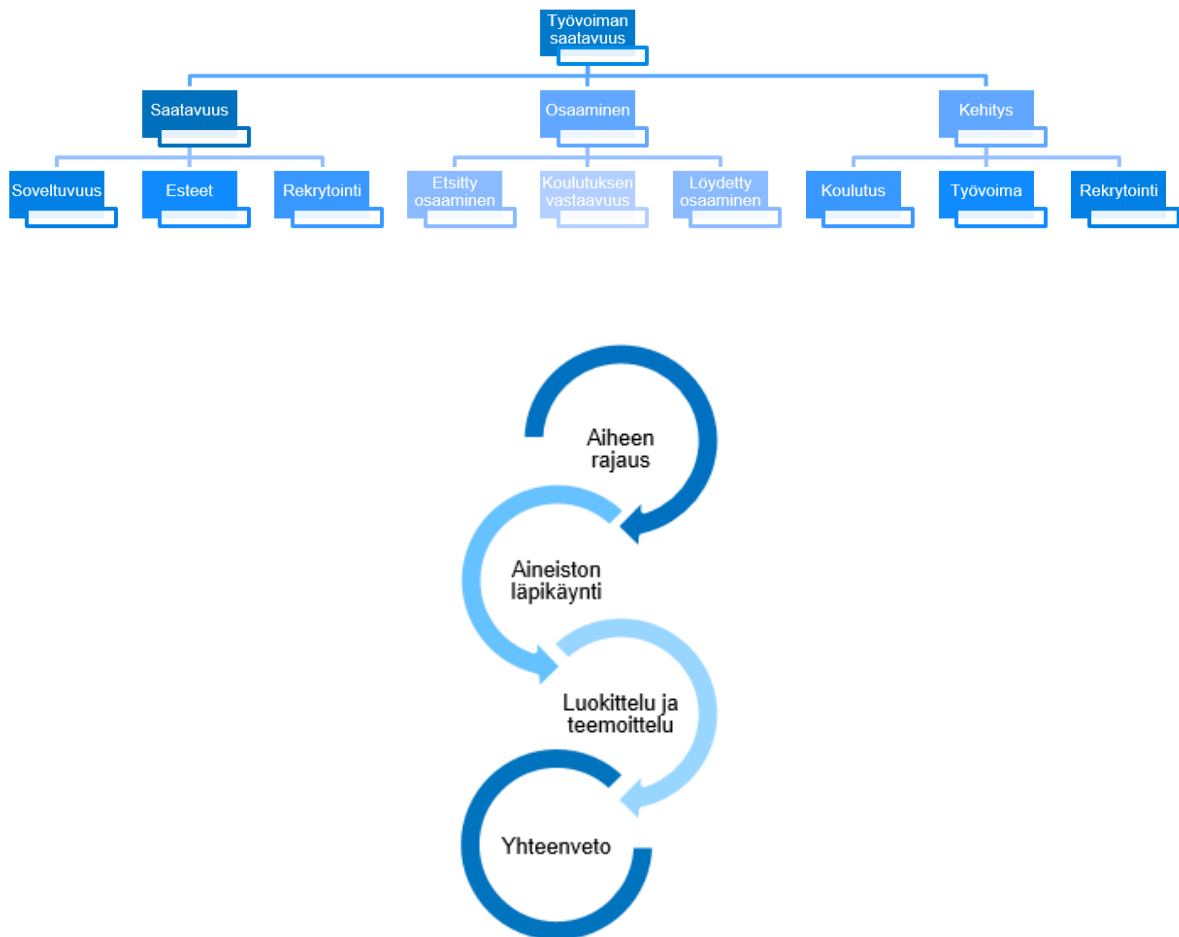 Työvoiman
saatavuus
Saatavuus
Osaaminen
Kehitys
Soveltuvuus
Esteet
Rekrytointi
Etsitty
osaaminen
Koulutuksen
vastaavuus
Löydetty
osaaminen
Koulutus
Työvoima
Rekrytointi
Aiheen
rajaus
Aineiston
läpikäynti
Luokittelu ja
teemoittelu
Yhteenveto